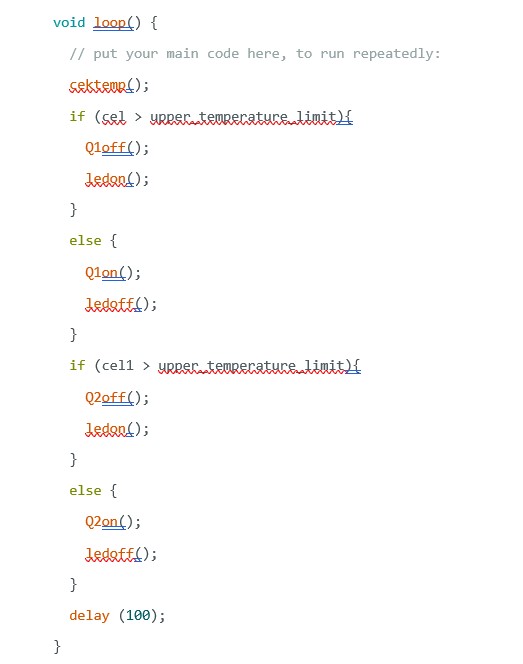 void loop() {
// put your main code here, to run repeatedly:
cektemp();
if (cel > upper_temperature_limit){
Q1off();
ledon();
}
else {
Q1on();
ledoff();
}
if (cel1 > upper_temperature_limit){
Q2off();
ledon();
}
else {
Q2on();
ledoff();
}
delay (100);
}